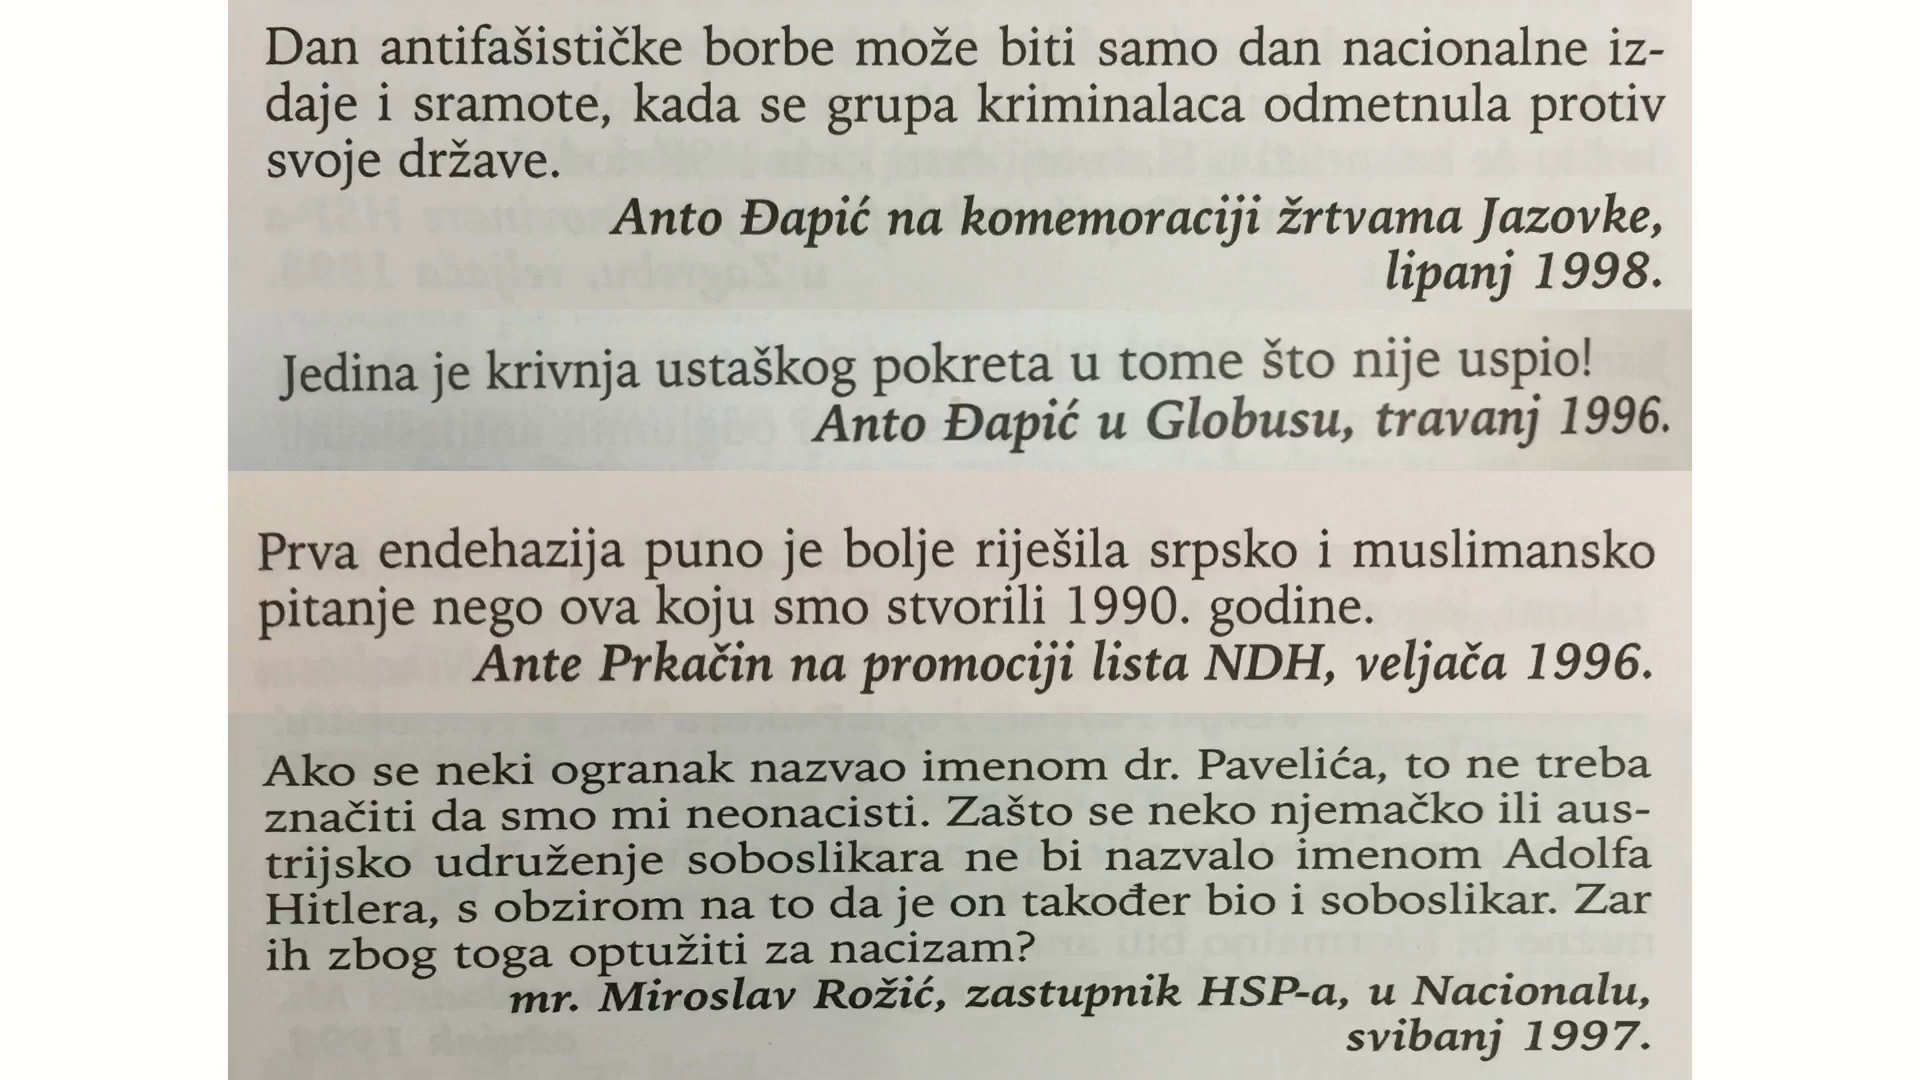 Dan antifašističke borbe može biti samo dan nacionalne iz-
daje i sramote, kada se grupa kriminalaca odmetnula protiv
svoje države.
Anto Đapić na komemoraciji žrtvama Jazovke,
lipanj 1998.
Jedina je krivnja ustaškog pokreta u tome što nije uspio!
Anto Đapić u Globusu, travanj 1996.
Prva endehazija puno je bolje riješila srpsko i muslimansko
pitanje nego ova koju smo stvorili 1990. godine.
Ante Prkačin na promociji lista NDH, veljača 1996.
Ako se neki ogranak nazvao imenom dr. Pavelića, to ne treba
značiti da smo mi neonacisti. Zašto se neko njemačko ili aus-
trijsko udruženje soboslikara ne bi nazvalo imenom Adolfa
Hitlera, s obzirom na to da je on također bio i soboslikar. Zar
ih zbog toga optužiti za nacizam?
mr. Miroslav Rožić, zastupnik HSP-a, u Nacionalu,
svibanj 1997.